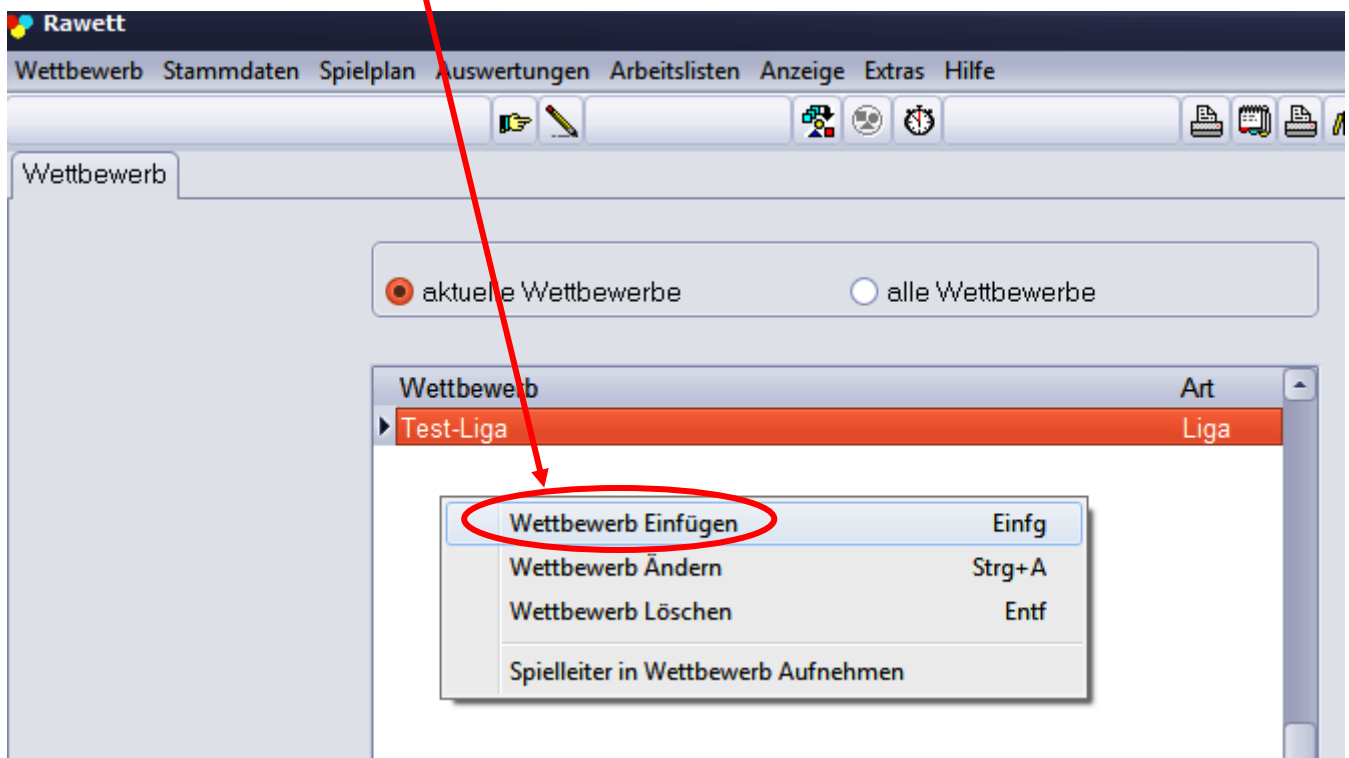 Rawett
Wettbewerb Stammdaten Spielplan Auswertungen Arbeitslisten Anzeige Extras Hilfe
Wettbewerb
aktuelle Wettbewerbe alle Wettbewerbe
Wettbewerb Art
Test-Liga Liga
Wettbewerb Einfügen Einfg
Wettbewerb Ändern Strg+A
Wettbewerb Löschen Entf
Spielleiter in Wettbewerb Aufnehmen